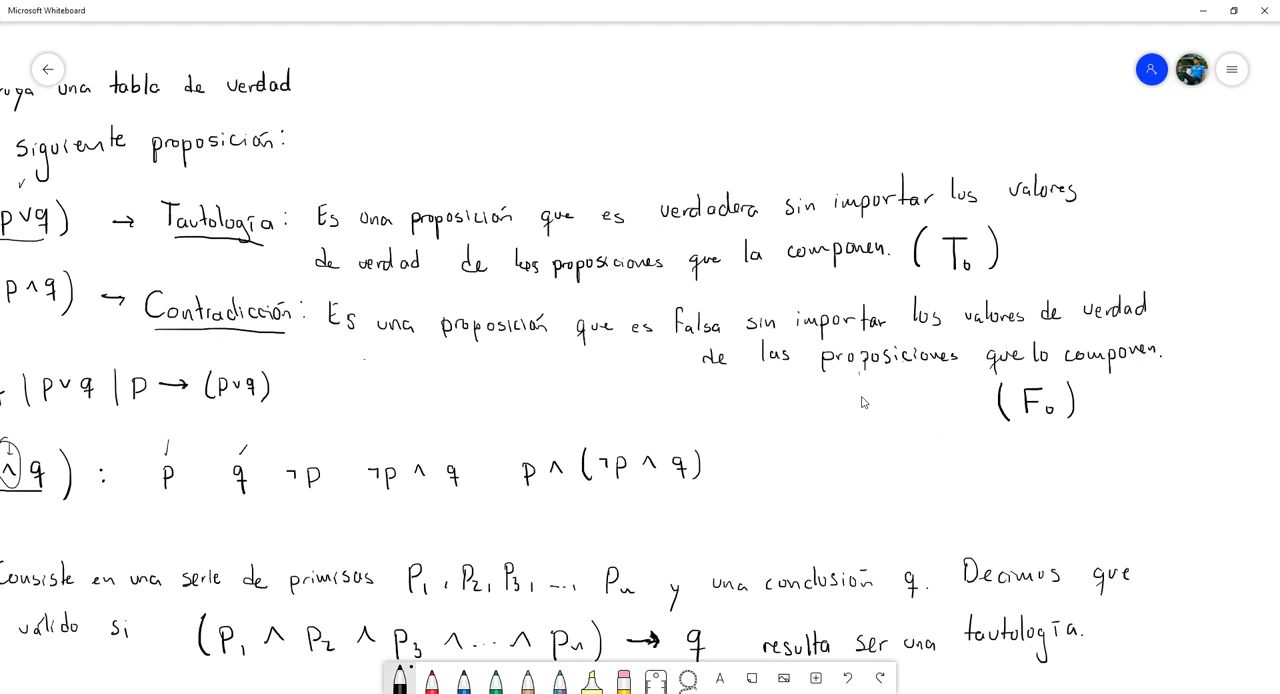 Microsoft Whiteboard
una tabla de verdad
siguiente proposición:
p ∨ q) → Tautología: Es una proposición que es verdadera sin importar los valores
de verdad de las proposiciones que la componen. (T₀)
p ∧ q) → Contradicción: Es una proposición que es falsa sin importar los valores de verdad
de las proposiciones que lo componen.
(F₀)
| p ∨ q | p → (p ∨ q)
∧ q) : p q ¬p ¬p ∧ q p ∧ (¬p ∧ q)
Consiste en una serie de primisas P₁, P₂, P₃, ..., Pₙ y una conclusión q. Decimos que
válido si (P₁ ∧ P₂ ∧ P₃ ∧ ... ∧ Pₙ) → q resulta ser una tautología.